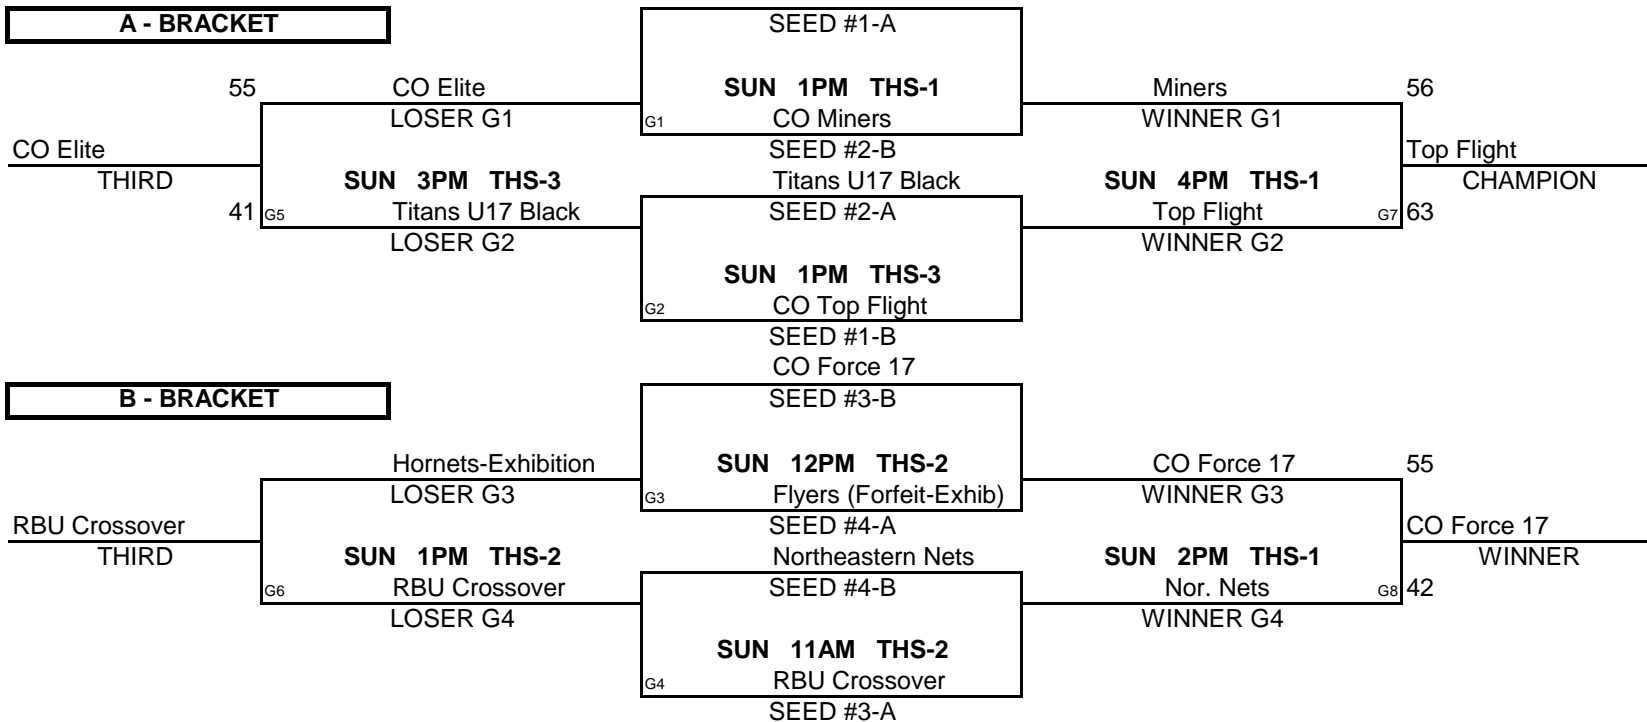 A - BRACKET
SEED #1-A
55 CO Elite SUN 1PM THS-1 Miners 56
LOSER G1 G1 CO Miners WINNER G1
CO Elite SEED #2-B Top Flight
THIRD SUN 3PM THS-3 Titans U17 Black SUN 4PM THS-1 CHAMPION
41 G5 Titans U17 Black SEED #2-A Top Flight G7 63
LOSER G2 WINNER G2
SUN 1PM THS-3
G2 CO Top Flight
SEED #1-B
CO Force 17
B - BRACKET SEED #3-B
Hornets-Exhibition SUN 12PM THS-2 CO Force 17 55
LOSER G3 G3 Flyers (Forfeit-Exhib) WINNER G3
RBU Crossover SEED #4-A CO Force 17
THIRD SUN 1PM THS-2 Northeastern Nets SUN 2PM THS-1 WINNER
G6 RBU Crossover SEED #4-B Nor. Nets G8 42
LOSER G4 WINNER G4
SUN 11AM THS-2
G4 RBU Crossover
SEED #3-A